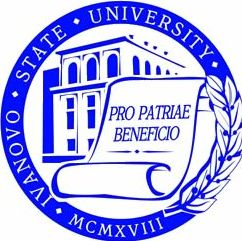 IVANOVO • STATE • UNIVERSITY •
PRO PATRIAE
BENEFICIO
MCMXVIII